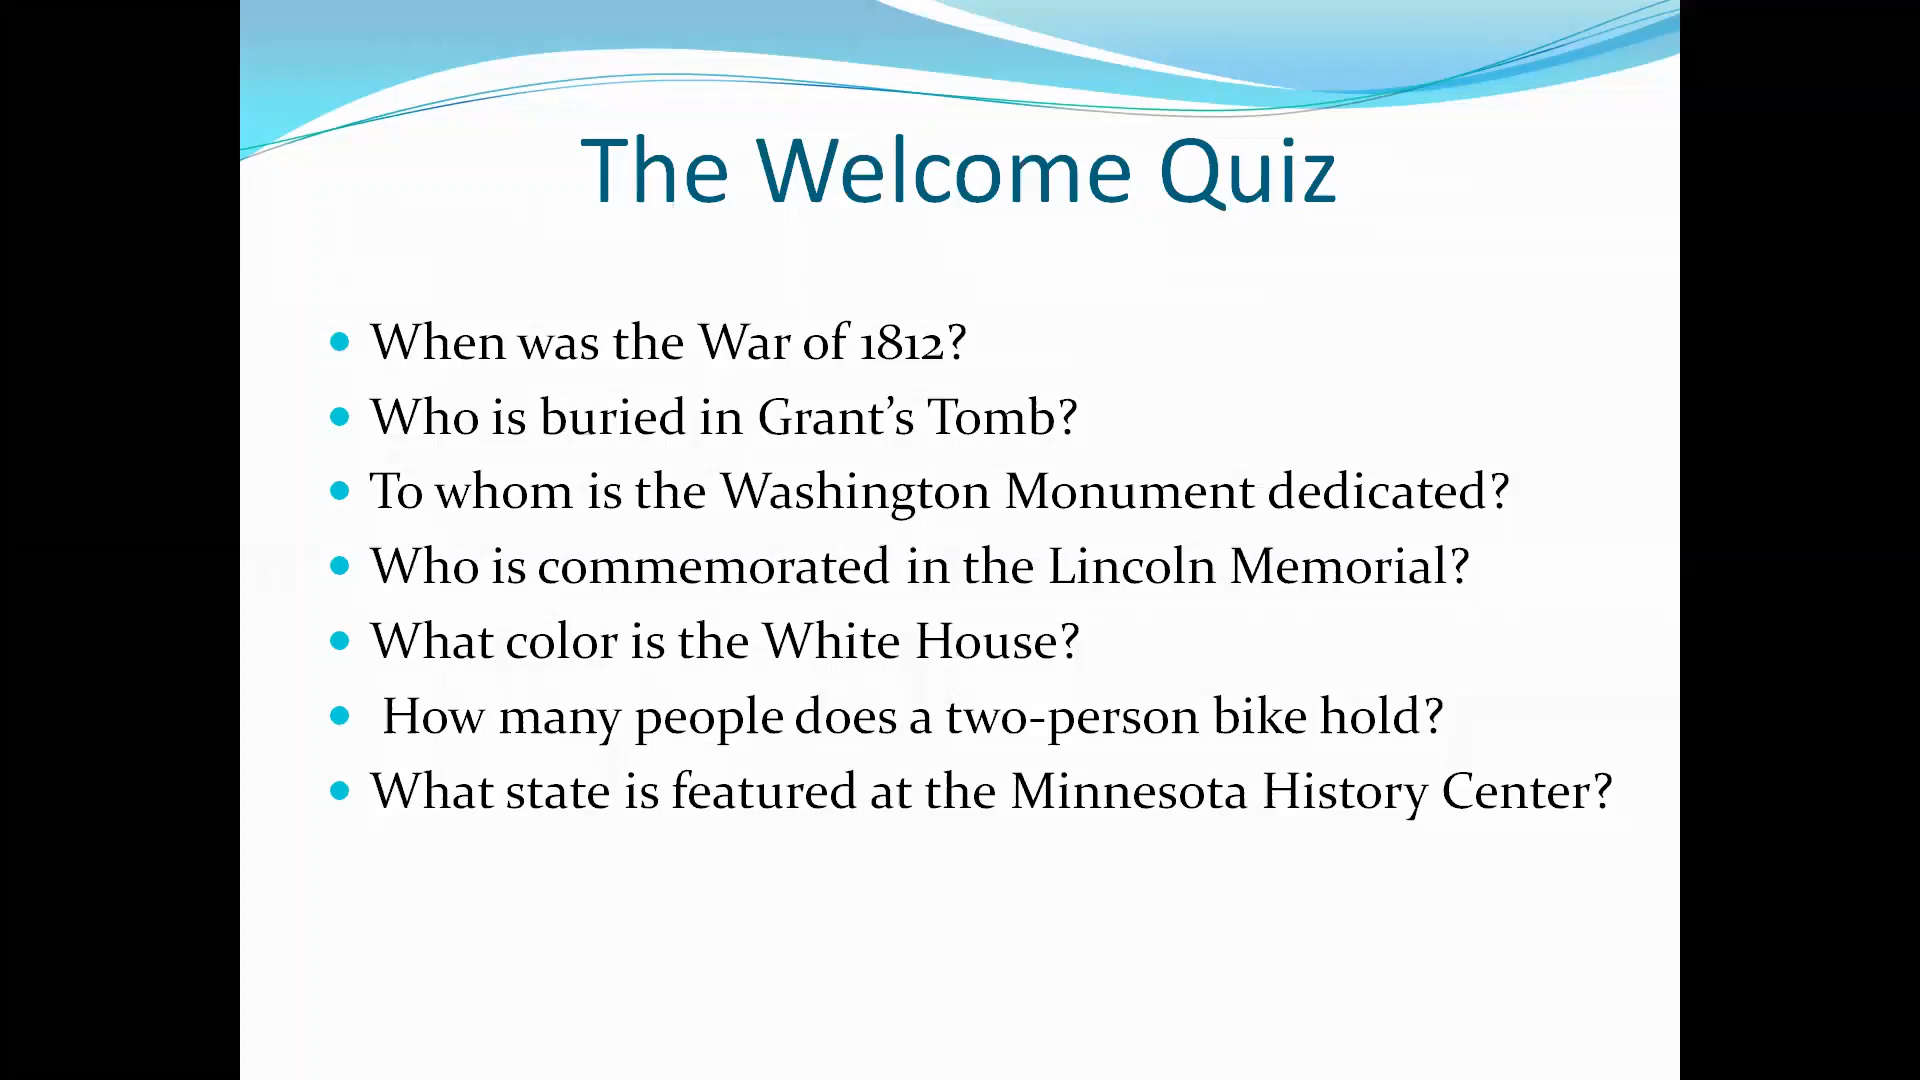 The Welcome Quiz
• When was the War of 1812?
• Who is buried in Grant’s Tomb?
• To whom is the Washington Monument dedicated?
• Who is commemorated in the Lincoln Memorial?
• What color is the White House?
• How many people does a two-person bike hold?
• What state is featured at the Minnesota History Center?